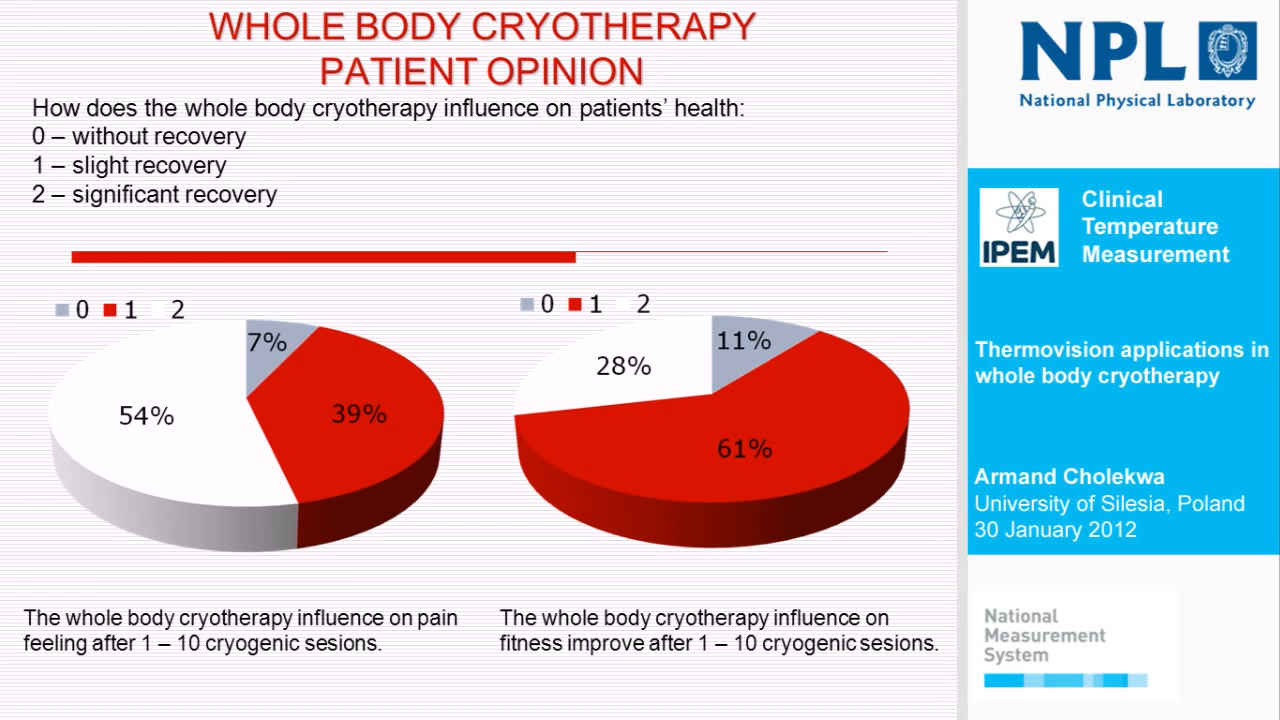 WHOLE BODY CRYOTHERAPY
PATIENT OPINION
How does the whole body cryotherapy influence on patients’ health:
0 – without recovery
1 – slight recovery
2 – significant recovery
0 1 2
7%
39%
54%
0 1 2
11%
28%
61%
The whole body cryotherapy influence on pain
feeling after 1 – 10 cryogenic sesions.
The whole body cryotherapy influence on
fitness improve after 1 – 10 cryogenic sesions.
NPL
National Physical Laboratory
IPEM
Clinical
Temperature
Measurement
Thermovision applications in
whole body cryotherapy
Armand Cholekwa
University of Silesia, Poland
30 January 2012
National
Measurement
System